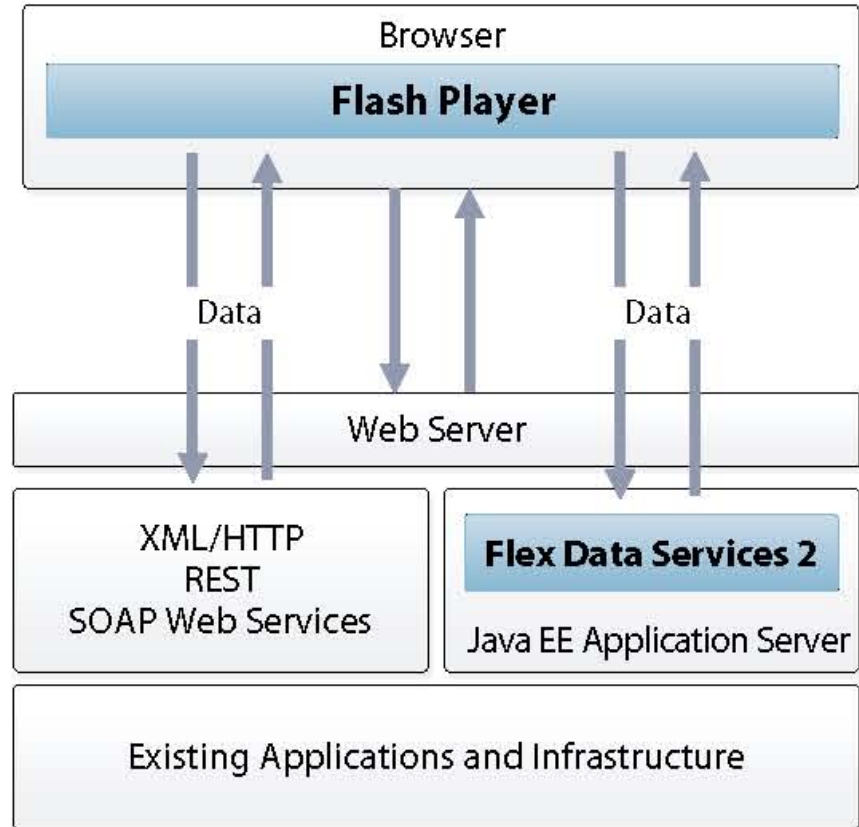 Browser
Flash Player
Data
Data
Web Server
XML/HTTP
REST
SOAP Web Services
Flex Data Services 2
Java EE Application Server
Existing Applications and Infrastructure